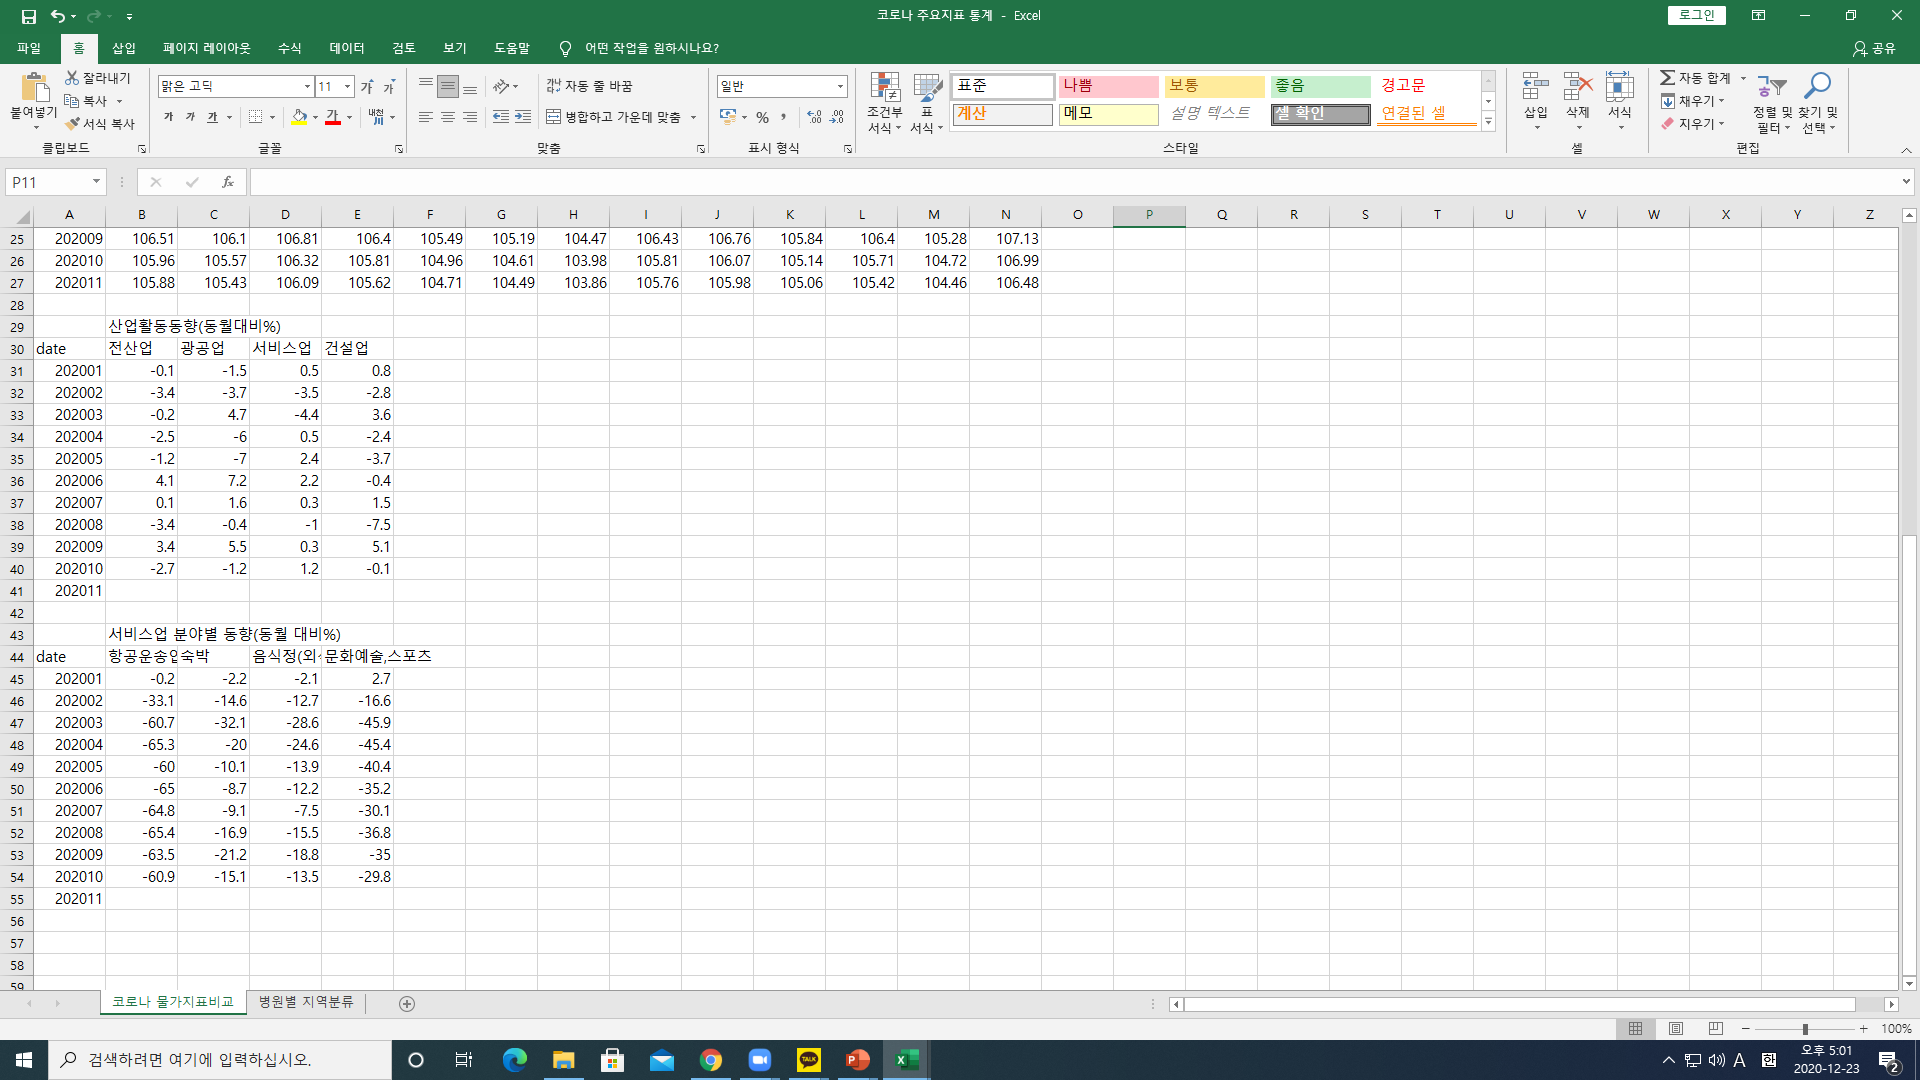 코로나 주요지표 통계 - Excel
로그인
파일 홈 삽입 페이지 레이아웃 수식 데이터 검토 보기 도움말 어떤 작업을 원하시나요? 공유
붙여넣기 잘라내기 복사 서식 복사 클립보드
맑은 고딕 11 가 가 가 가 가 가 내천 글꼴
자동 줄 바꿈 병합하고 가운데 맞춤 맞춤
일반 % 표시 형식
조건부 서식 표 서식 표준 나쁨 보통 좋음 경고문
계산 메모 설명 텍스트 셀 확인 연결된 셀 스타일
삽입 삭제 서식 셀
자동 합계 채우기 지우기 정렬 및 필터 찾기 및 선택 편집
P11 fx
A B C D E F G H I J K L M N O P Q R S T U V W X Y Z
25 202009 106.51 106.1 106.81 106.4 105.49 105.19 104.47 106.43 106.76 105.84 106.4 105.28 107.13
26 202010 105.96 105.57 106.32 105.81 104.96 104.61 103.98 105.81 106.07 105.14 105.71 104.72 106.99
27 202011 105.88 105.43 106.09 105.62 104.71 104.49 103.86 105.76 105.98 105.06 105.42 104.46 106.48
28
29 산업활동동향(동월대비%)
30 date 전산업 광공업 서비스업 건설업
31 202001 -0.1 -1.5 0.5 0.8
32 202002 -3.4 -3.7 -3.5 -2.8
33 202003 -0.2 4.7 -4.4 3.6
34 202004 -2.5 -6 0.5 -2.4
35 202005 -1.2 -7 2.4 -3.7
36 202006 4.1 7.2 2.2 -0.4
37 202007 0.1 1.6 0.3 1.5
38 202008 -3.4 -0.4 -1 -7.5
39 202009 3.4 5.5 0.3 5.1
40 202010 -2.7 -1.2 1.2 -0.1
41 202011
42
43 서비스업 분야별 동향(동월 대비%)
44 date 항공운송업 숙박 음식정(외 문화예술,스포츠
45 202001 -0.2 -2.2 -2.1 2.7
46 202002 -33.1 -14.6 -12.7 -16.6
47 202003 -60.7 -32.1 -28.6 -45.9
48 202004 -65.3 -20 -24.6 -45.4
49 202005 -60 -10.1 -13.9 -40.4
50 202006 -65 -8.7 -12.2 -35.2
51 202007 -64.8 -9.1 -7.5 -30.1
52 202008 -65.4 -16.9 -15.5 -36.8
53 202009 -63.5 -21.2 -18.8 -35
54 202010 -60.9 -15.1 -13.5 -29.8
55 202011
56
57
58
59
코로나 물가지표비교 병원별 지역분류
100%
검색하려면 여기에 입력하십시오.
TALK
A 한 오후 5:01
2020-12-23
2